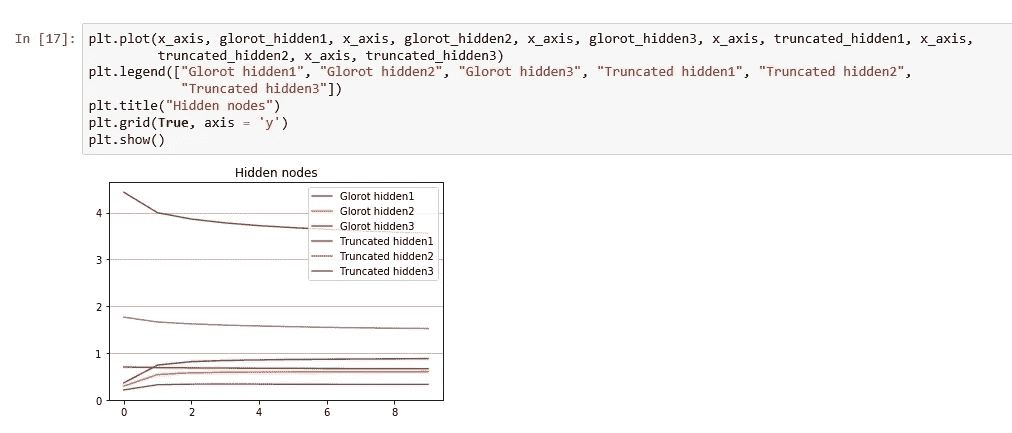 In [17]: plt.plot(x_axis, glorot_hidden1, x_axis, glorot_hidden2, x_axis, glorot_hidden3, x_axis, truncated_hidden1, x_axis,
truncated_hidden2, x_axis, truncated_hidden3)
plt.legend(["Glorot hidden1", "Glorot hidden2", "Glorot hidden3", "Truncated hidden1", "Truncated hidden2",
"Truncated hidden3"])
plt.title("Hidden nodes")
plt.grid(True, axis = 'y')
plt.show()
Hidden nodes
Glorot hidden1
Glorot hidden2
Glorot hidden3
Truncated hidden1
Truncated hidden2
Truncated hidden3
4
3
2
1
0
0 2 4 6 8